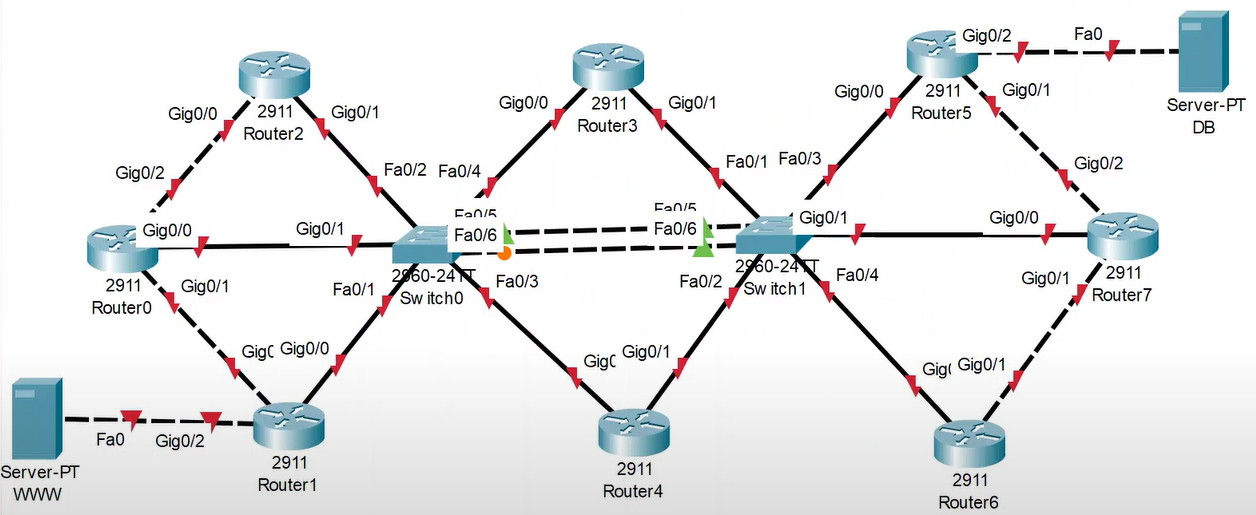 Gig0/2
Fa0
2911
Router5
Gig0/0
Gig0/1
Server-PT
DB
2911
Router2
Gig0/0
Gig0/1
2911
Router3
Gig0/0
Gig0/1
Gig0/2
Fa0/2
Fa0/4
Fa0/1
Fa0/3
Gig0/2
Fa0/5
Fa0/5
Gig0/0
Gig0/1
Fa0/6
Fa0/6
Gig0/1
Gig0/0
2911
Router0
2960-24TT
Switch0
2960-24TT
Switch1
2911
Router7
Gig0/1
Fa0/1
Fa0/3
Fa0/2
Fa0/4
Gig0/1
Gig0/0
Gig0/1
Gig0/1
Fa0
Gig0/2
2911
Router1
Server-PT
WWW
2911
Router4
2911
Router6